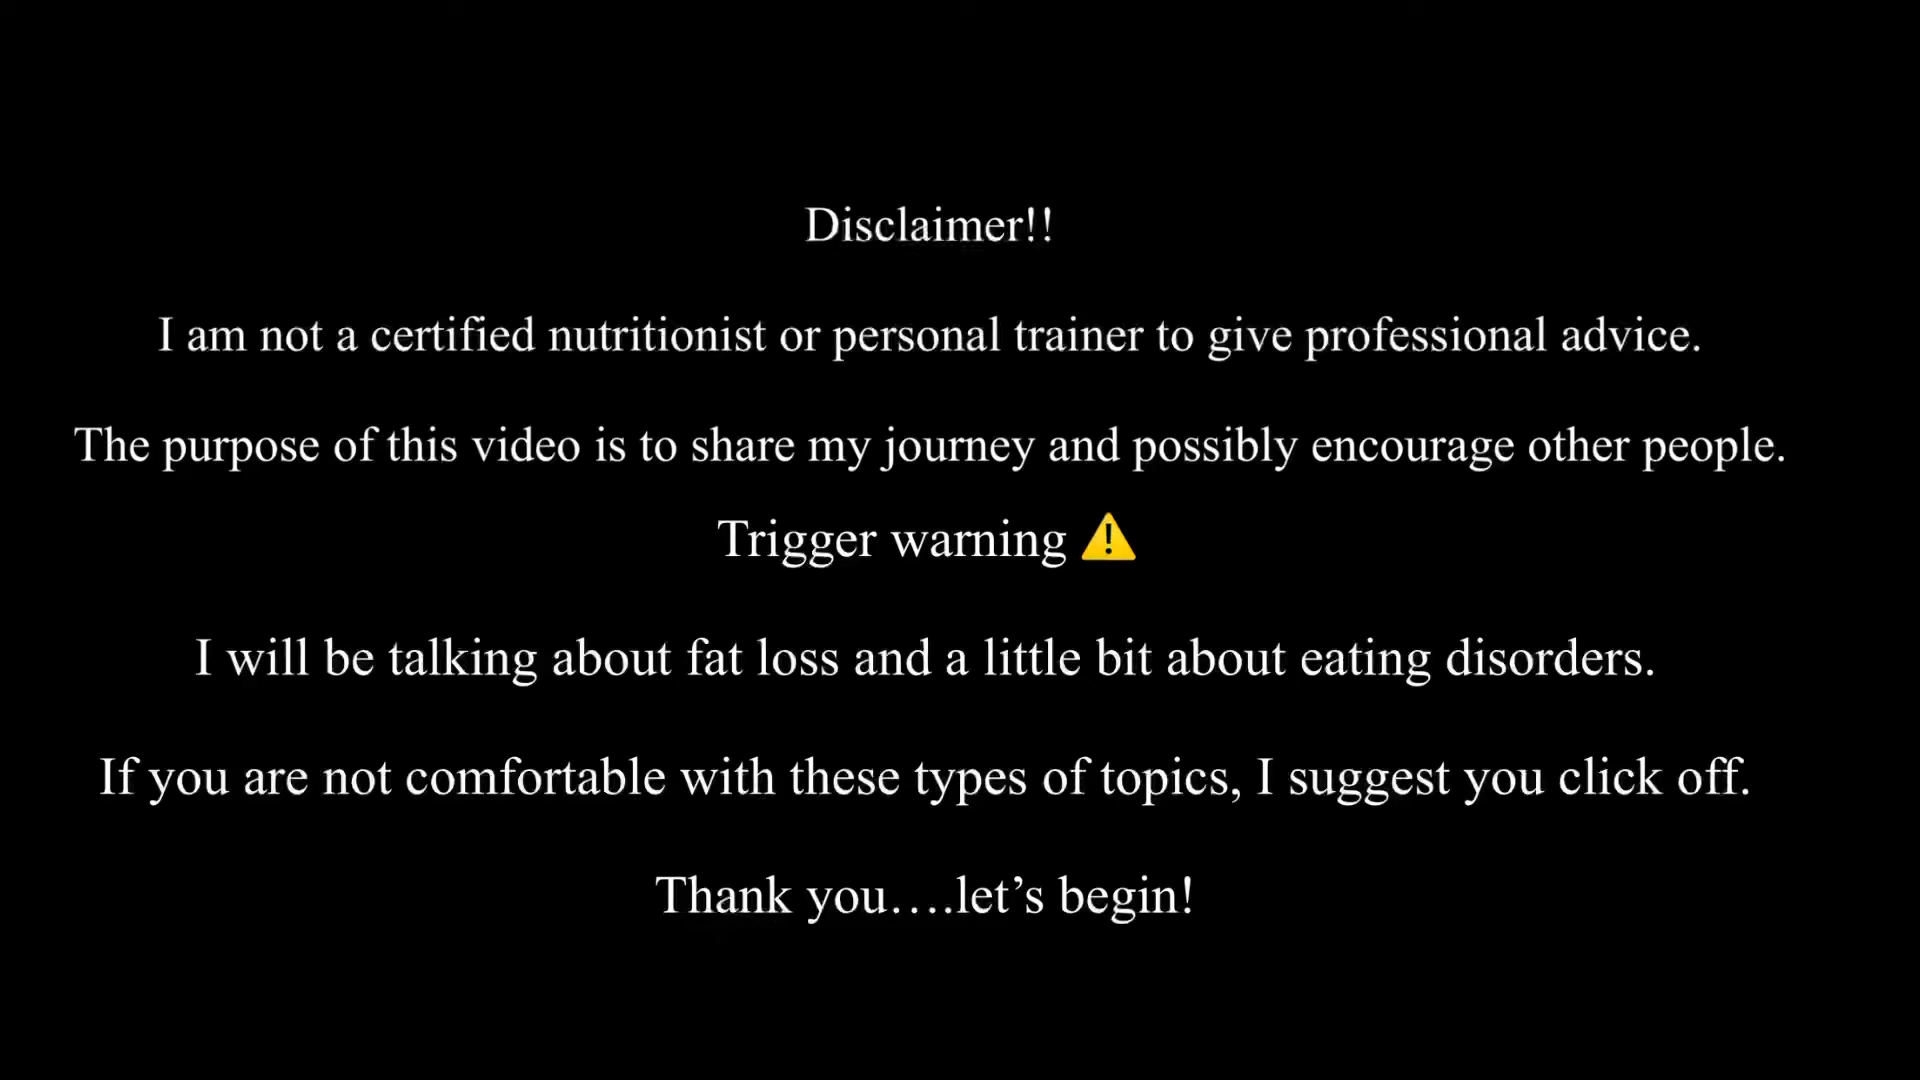 Disclaimer!!
I am not a certified nutritionist or personal trainer to give professional advice.
The purpose of this video is to share my journey and possibly encourage other people.
Trigger warning ⚠️
I will be talking about fat loss and a little bit about eating disorders.
If you are not comfortable with these types of topics, I suggest you click off.
Thank you….let’s begin!